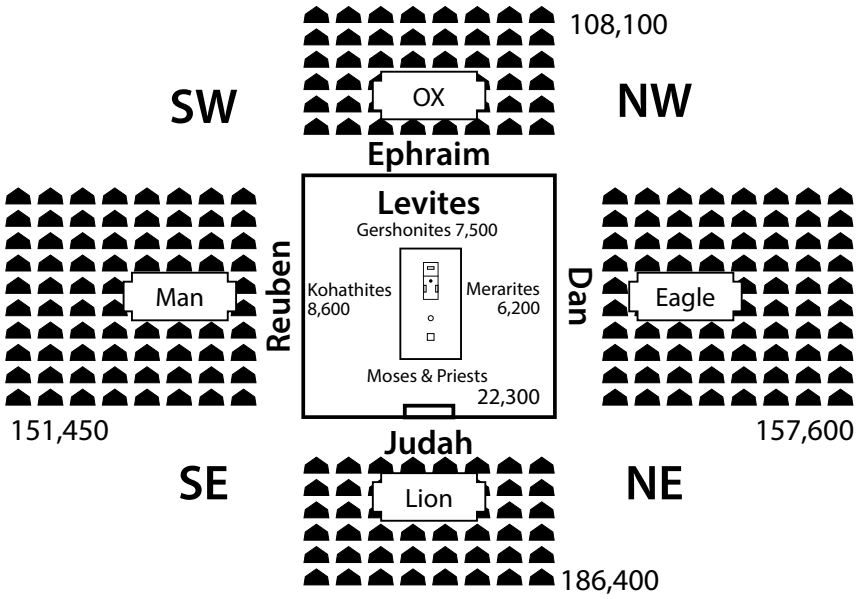 108,100
SW
OX
NW
Ephraim
Levites
Gershonites 7,500
Man
Reuben
Kohathites
8,600
Merarites
6,200
Dan
Eagle
Moses & Priests
22,300
151,450
Judah
157,600
SE
Lion
NE
186,400